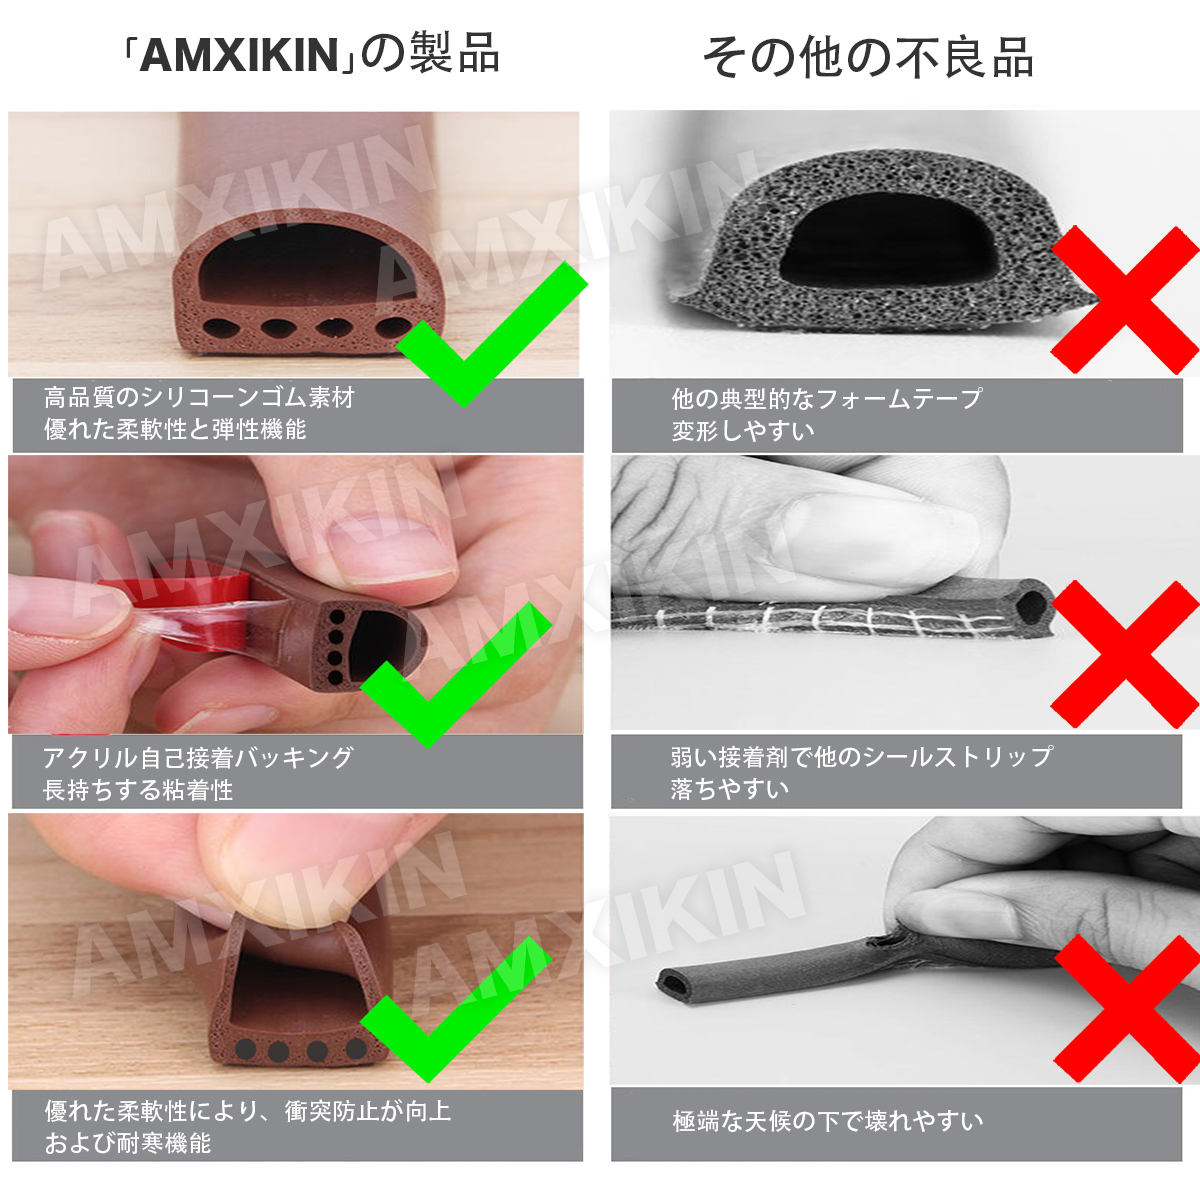 「AMXIKIN」の製品
その他の不良品
AMXIKIN
AMXIKIN
高品質のシリコーンゴム素材
優れた柔軟性と弾性機能
他の典型的なフォームテープ
変形しやすい
AMXIKIN
AMXIKIN
アクリル自己接着バッキング
長持ちする粘着性
弱い接着剤で他のシールストリップ
落ちやすい
AMXIKIN
AMXIKIN
優れた柔軟性により、衝突防止が向上
および耐寒機能
極端な天候の下で壊れやすい